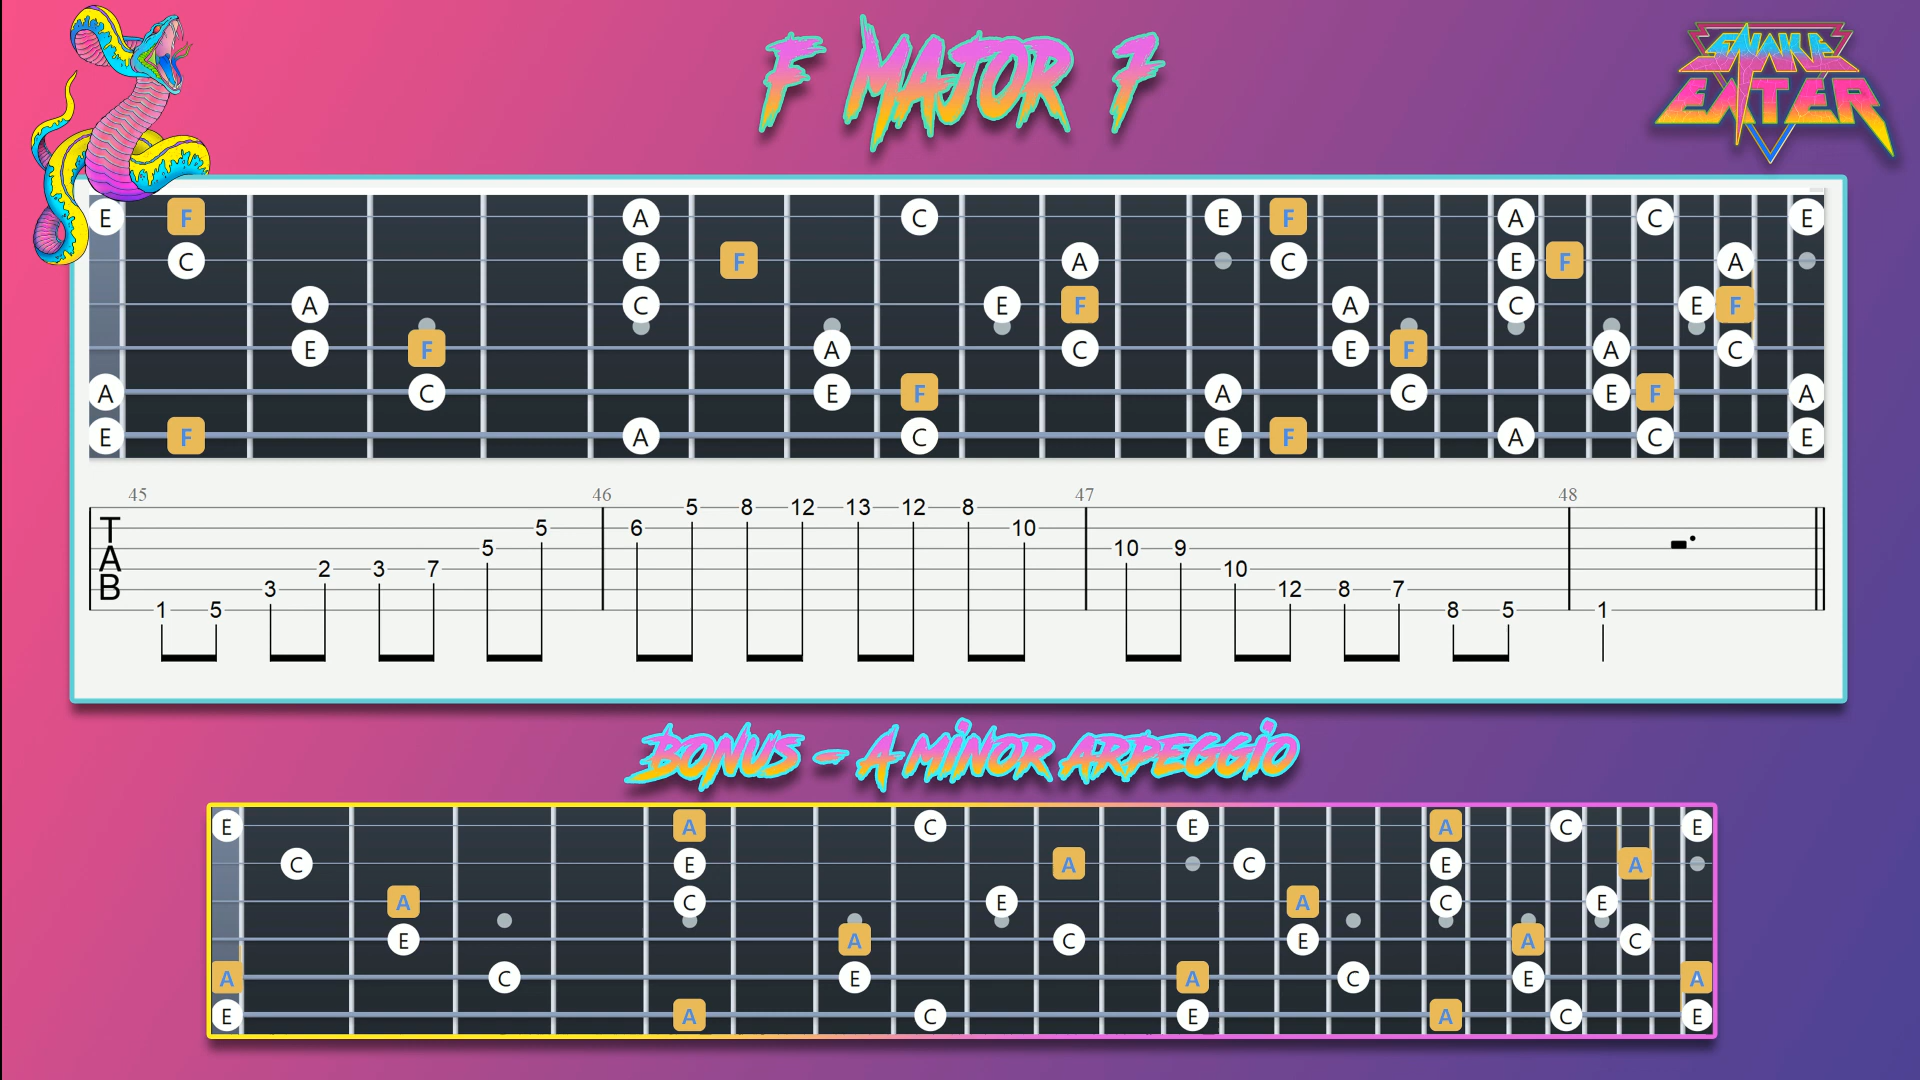 F MAJOR 7
SNAKE
EATER
E F A C E F A C E
C E F A C E F A
A C E F A C E F
E F A C E F A C
A C E F A C E F A
E F A C E F A C E
45 46 47 48
5 8 12 13 12 8
5 6 10
5 10 9
2 3 7 10
3 12 8 7
1 5 8 5 1
T
A
B
BONUS - A MINOR ARPEGGIO
E A C E A C E
C E A C E A
A C E A C E
E A C E A C
A C E A C E A
E A C E A C E